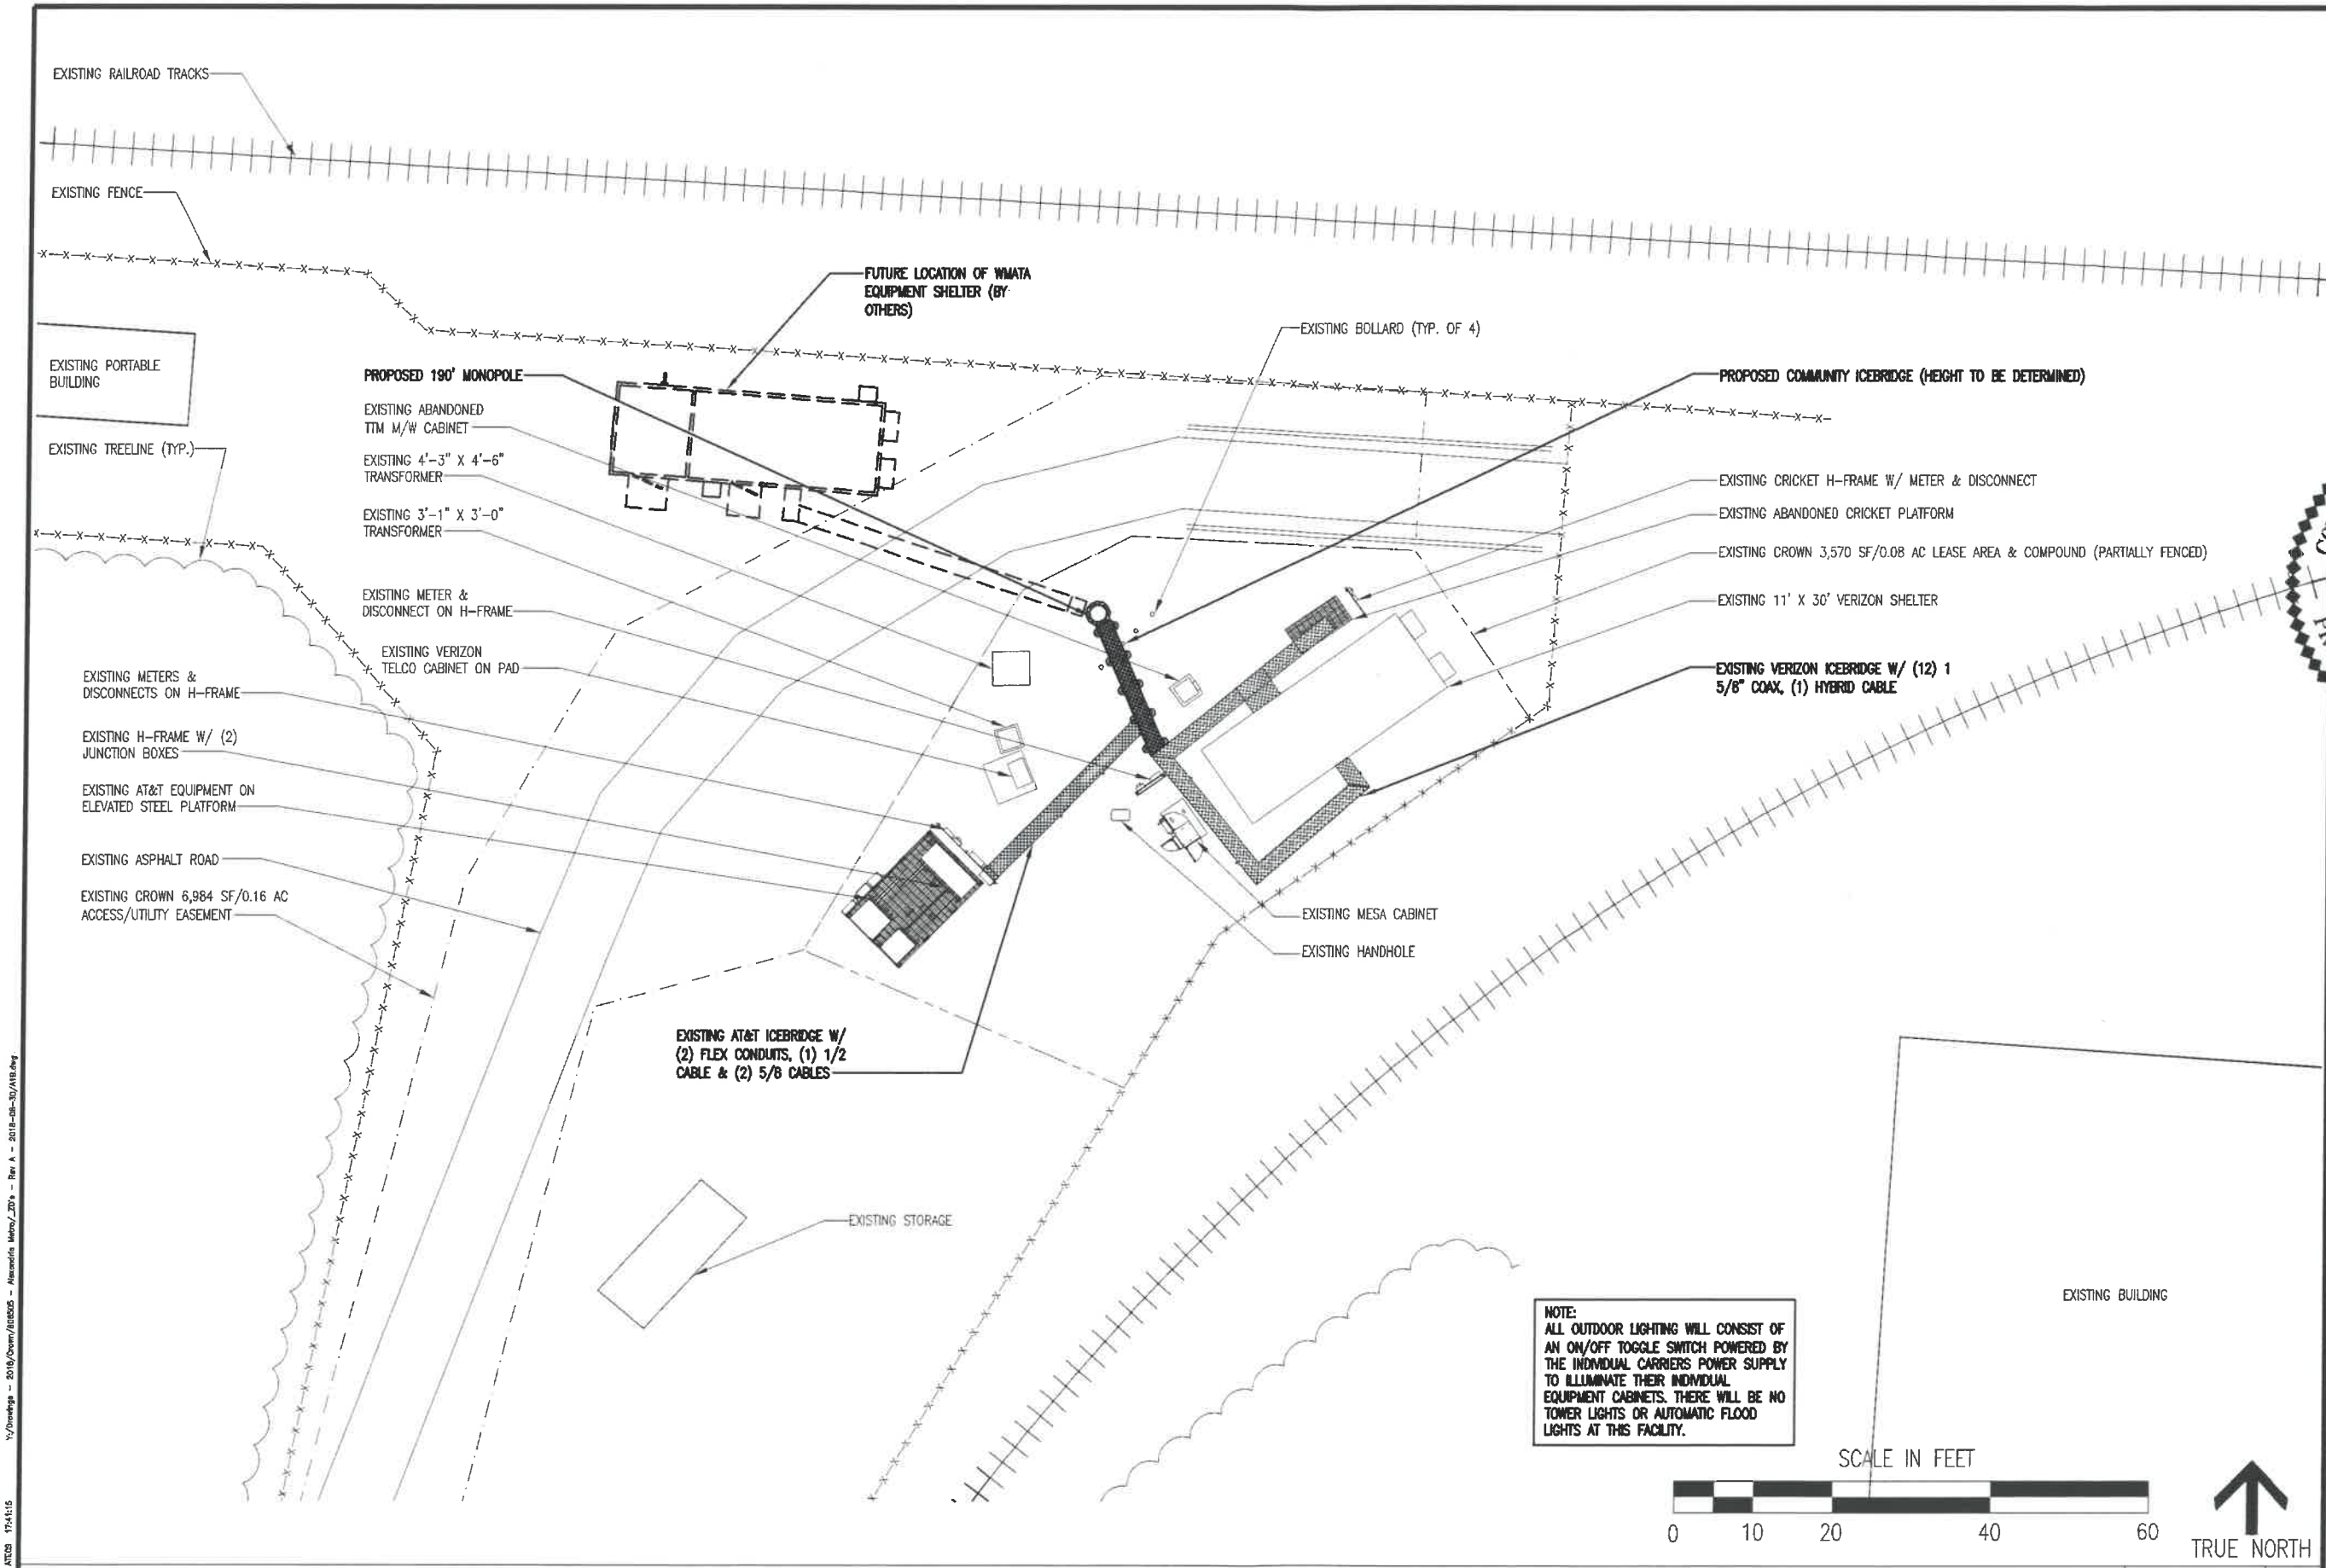 EXISTING RAILROAD TRACKS
EXISTING FENCE
FUTURE LOCATION OF WMATA
EQUIPMENT SHELTER (BY
OTHERS)
EXISTING BOLLARD (TYP. OF 4)
EXISTING PORTABLE
BUILDING
PROPOSED 190' MONOPOLE
PROPOSED COMMUNITY ICEBRIDGE (HEIGHT TO BE DETERMINED)
EXISTING ABANDONED
TTM M/W CABINET
EXISTING TREELINE (TYP.)
EXISTING 4'-3" X 4'-6"
TRANSFORMER
EXISTING CRICKET H-FRAME W/ METER & DISCONNECT
EXISTING 3'-1" X 3'-0"
TRANSFORMER
EXISTING ABANDONED CRICKET PLATFORM
EXISTING CROWN 3,570 SF/0.08 AC LEASE AREA & COMPOUND (PARTIALLY FENCED)
EXISTING METER &
DISCONNECT ON H-FRAME
EXISTING 11' X 30' VERIZON SHELTER
EXISTING VERIZON
TELCO CABINET ON PAD
EXISTING VERIZON ICEBRIDGE W/ (12) 1
5/8" COAX, (1) HYBRID CABLE
EXISTING METERS &
DISCONNECTS ON H-FRAME
EXISTING H-FRAME W/ (2)
JUNCTION BOXES
EXISTING AT&T EQUIPMENT ON
ELEVATED STEEL PLATFORM
EXISTING ASPHALT ROAD
EXISTING CROWN 6,984 SF/0.16 AC
ACCESS/UTILITY EASEMENT
EXISTING MESA CABINET
EXISTING HANDHOLE
EXISTING AT&T ICEBRIDGE W/
(2) FLEX CONDUITS, (1) 1/2
CABLE & (2) 5/8 CABLES
EXISTING STORAGE
EXISTING BUILDING
NOTE:
ALL OUTDOOR LIGHTING WILL CONSIST OF
AN ON/OFF TOGGLE SWITCH POWERED BY
THE INDIVIDUAL CARRIERS POWER SUPPLY
TO ILLUMINATE THEIR INDIVIDUAL
EQUIPMENT CABINETS. THERE WILL BE NO
TOWER LIGHTS OR AUTOMATIC FLOOD
LIGHTS AT THIS FACILITY.
SCALE IN FEET
0 10 20 40 60
TRUE NORTH
17:41:15